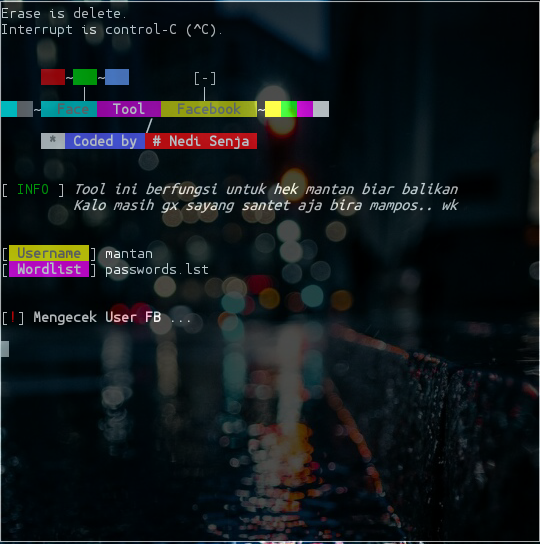 Erase is delete.
Interrupt is control-C (^C).
~ ~ [-]
~ Face Tool Facebook ~
* Coded by # Nedi Senja
[ INFO ] Tool ini berfungsi untuk hek mantan biar balikan
Kalo masih gx sayang santet aja bira mampos.. wk
[ Username ] mantan
[ Wordlist ] passwords.lst
[!] Mengecek User FB ...